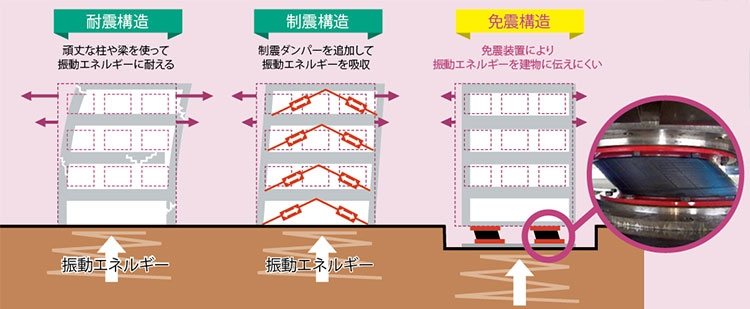 耐震構造
頑丈な柱や梁を使って
振動エネルギーに耐える
制震構造
制震ダンパーを追加して
振動エネルギーを吸収
免震構造
免震装置により
振動エネルギーを建物に伝えにくい
振動エネルギー
振動エネルギー